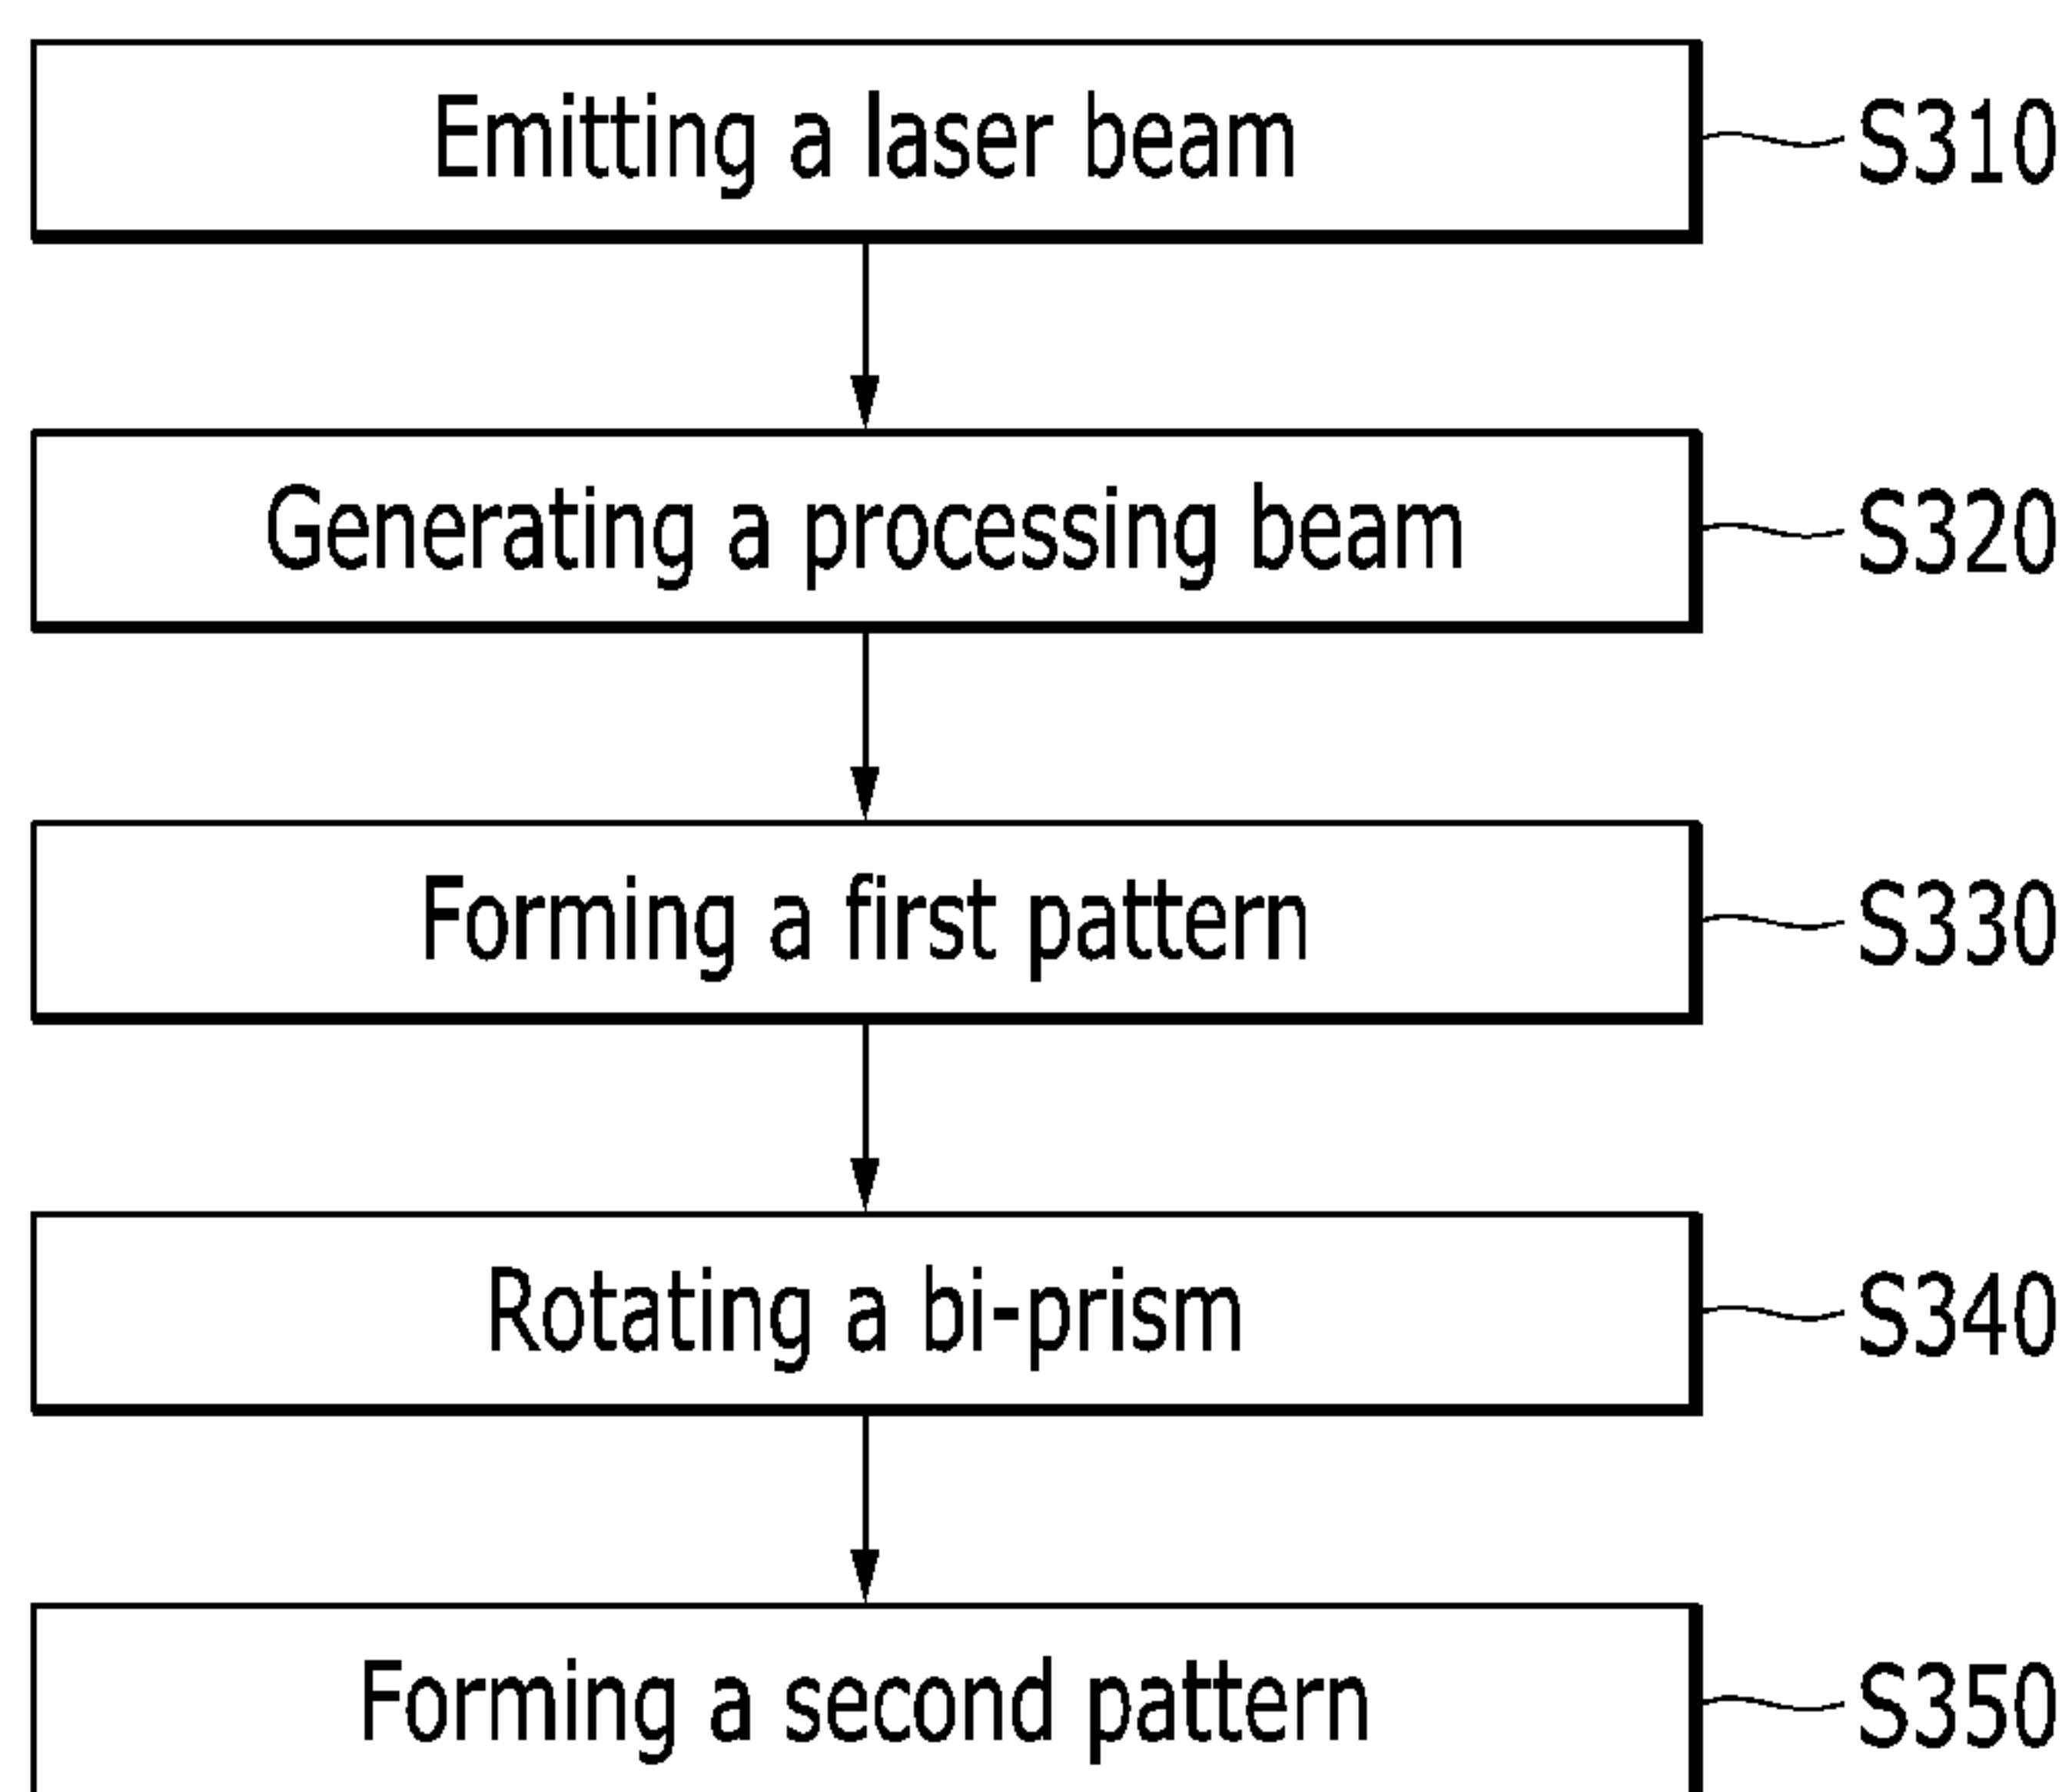 Emitting a laser beam S310
Generating a processing beam S320
Forming a first pattern S330
Rotating a bi-prism S340
Forming a second pattern S350